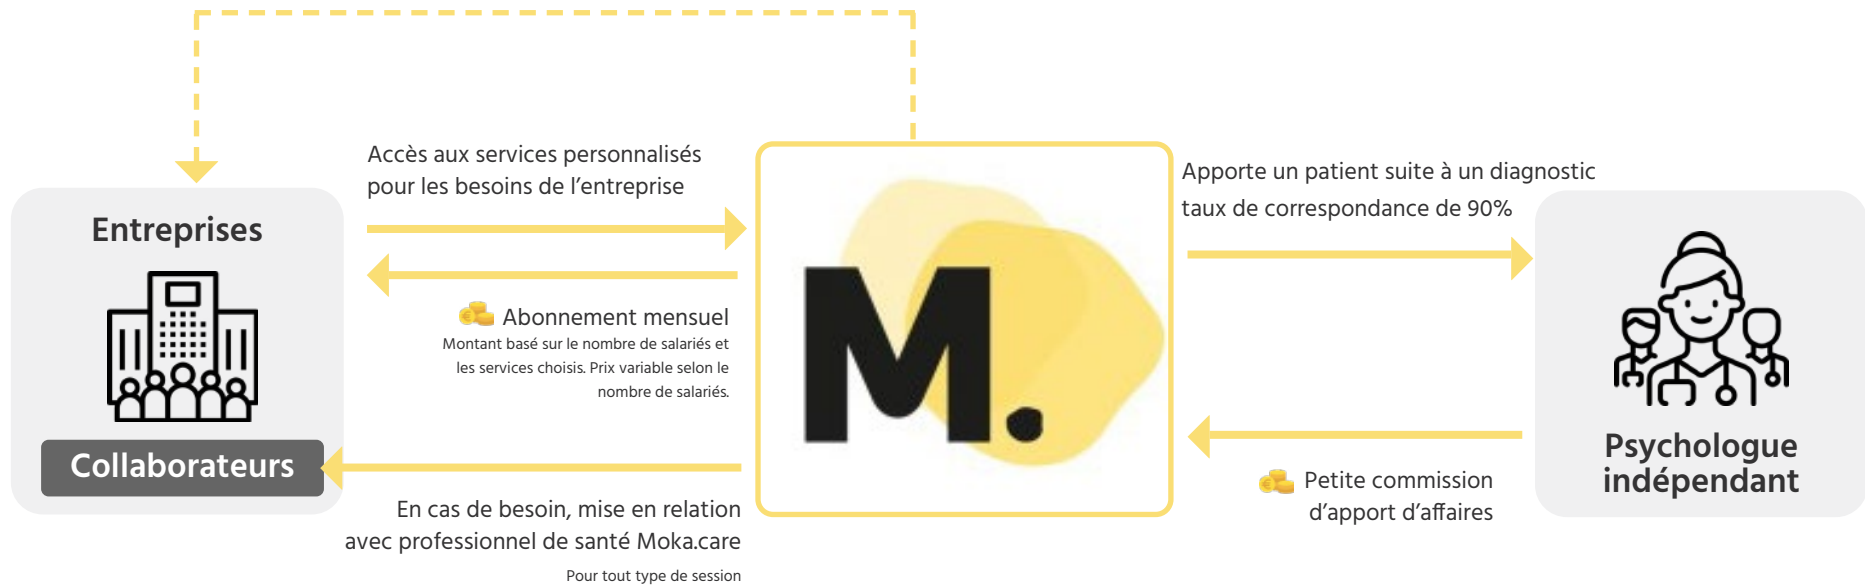 Accès aux services personnalisés
pour les besoins de l’entreprise
Entreprises
Collaborateurs
Abonnement mensuel
Montant basé sur le nombre de salariés et
les services choisis. Prix variable selon le
nombre de salariés.
En cas de besoin, mise en relation
avec professionnel de santé Moka.care
Pour tout type de session
M.
Apporte un patient suite à un diagnostic
taux de correspondance de 90%
Petite commission
d’apport d’affaires
Psychologue
indépendant